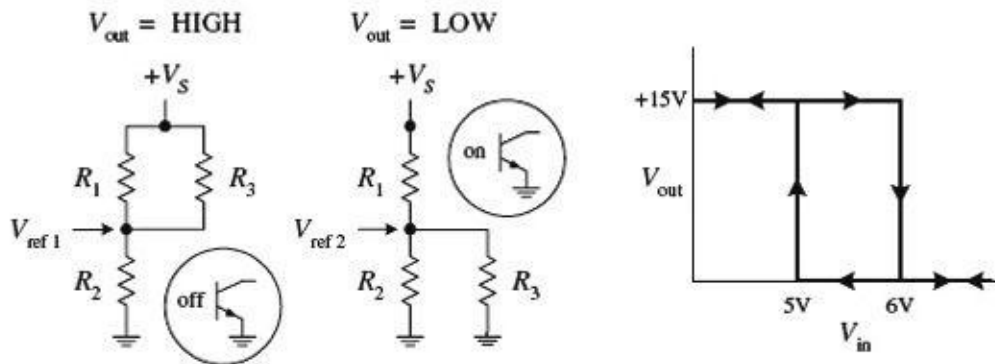 V_out = HIGH
+V_S
R_1
R_3
V_ref 1
R_2
off
V_out = LOW
+V_S
on
R_1
V_ref 2
R_2
R_3
+15V
V_out
5V
6V
V_in